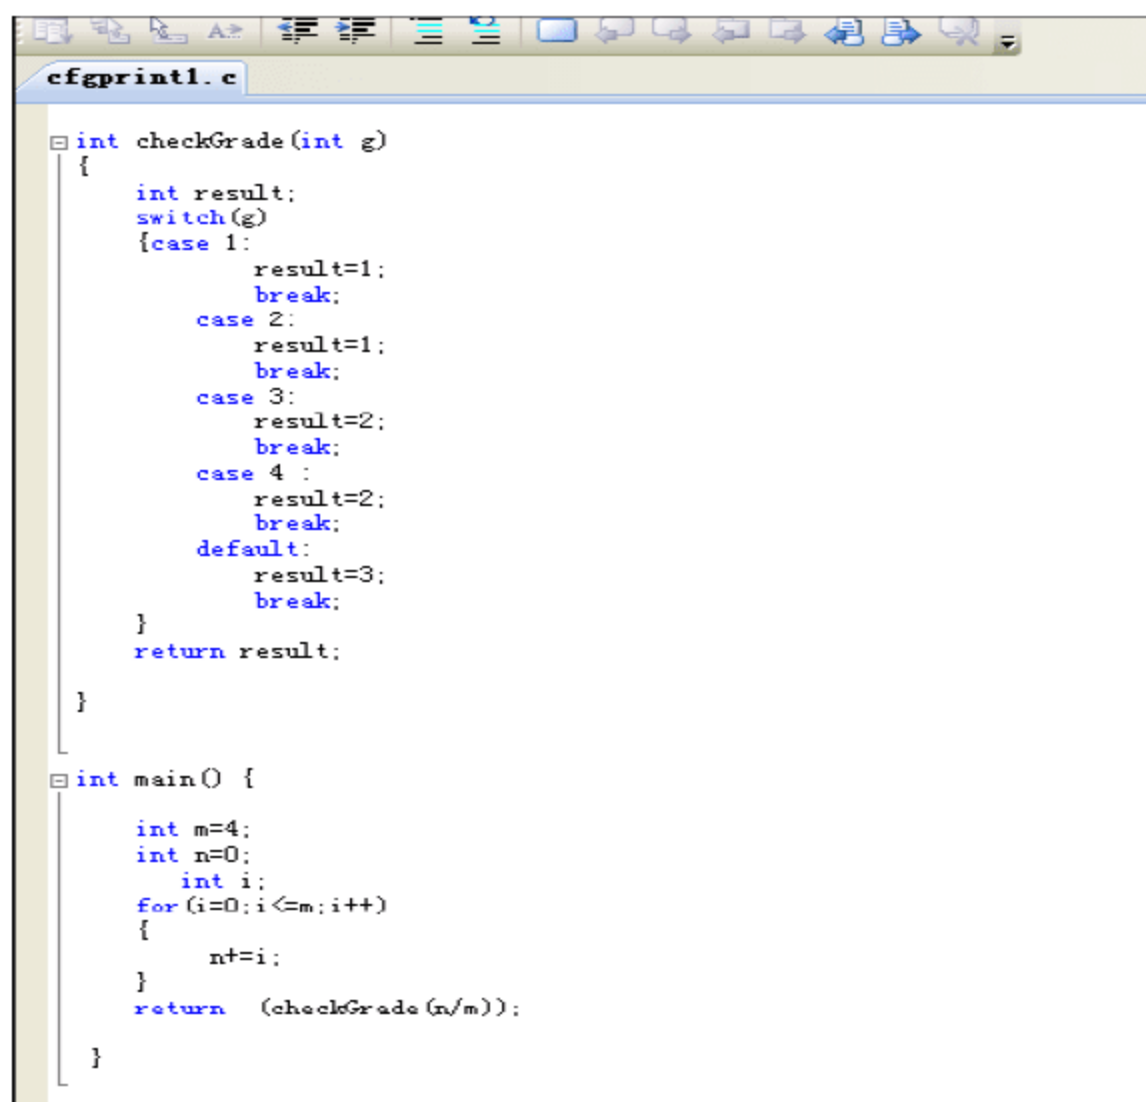 cfgprint1.c
int checkGrade(int g)
{
int result;
switch(g)
{case 1:
result=1;
break;
case 2:
result=1;
break;
case 3:
result=2;
break;
case 4 :
result=2;
break;
default:
result=3;
break;
}
return result;
}
int main() {
int m=4;
int n=0;
int i;
for(i=0;i<=m;i++)
{
n+=i;
}
return (checkGrade(n/m));
}